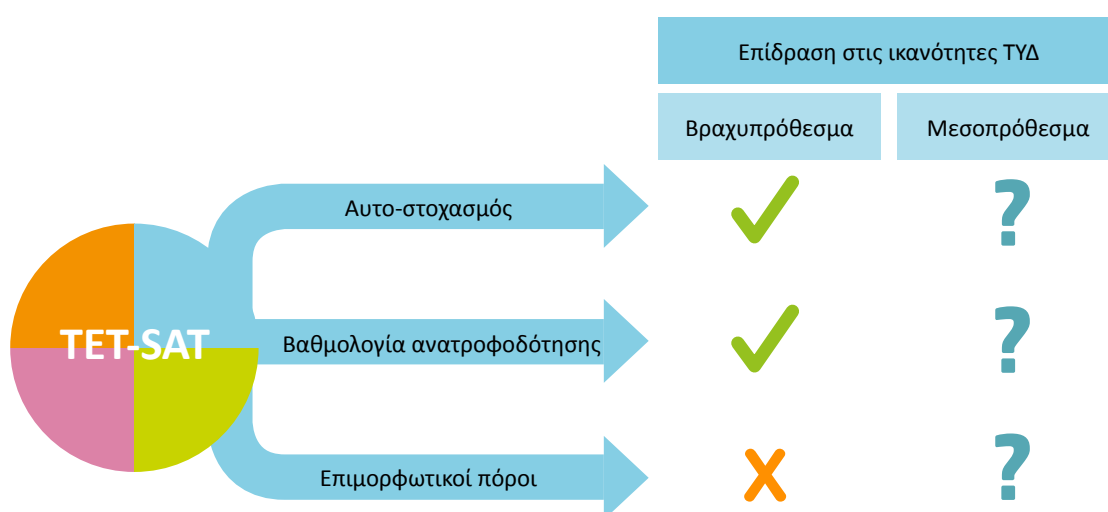 Επίδραση στις ικανότητες ΤΥΔ
Βραχυπρόθεσμα
Μεσοπρόθεσμα
Αυτο-στοχασμός
?
TET-SAT
Βαθμολογία ανατροφοδότησης
?
Επιμορφωτικοί πόροι
X
?